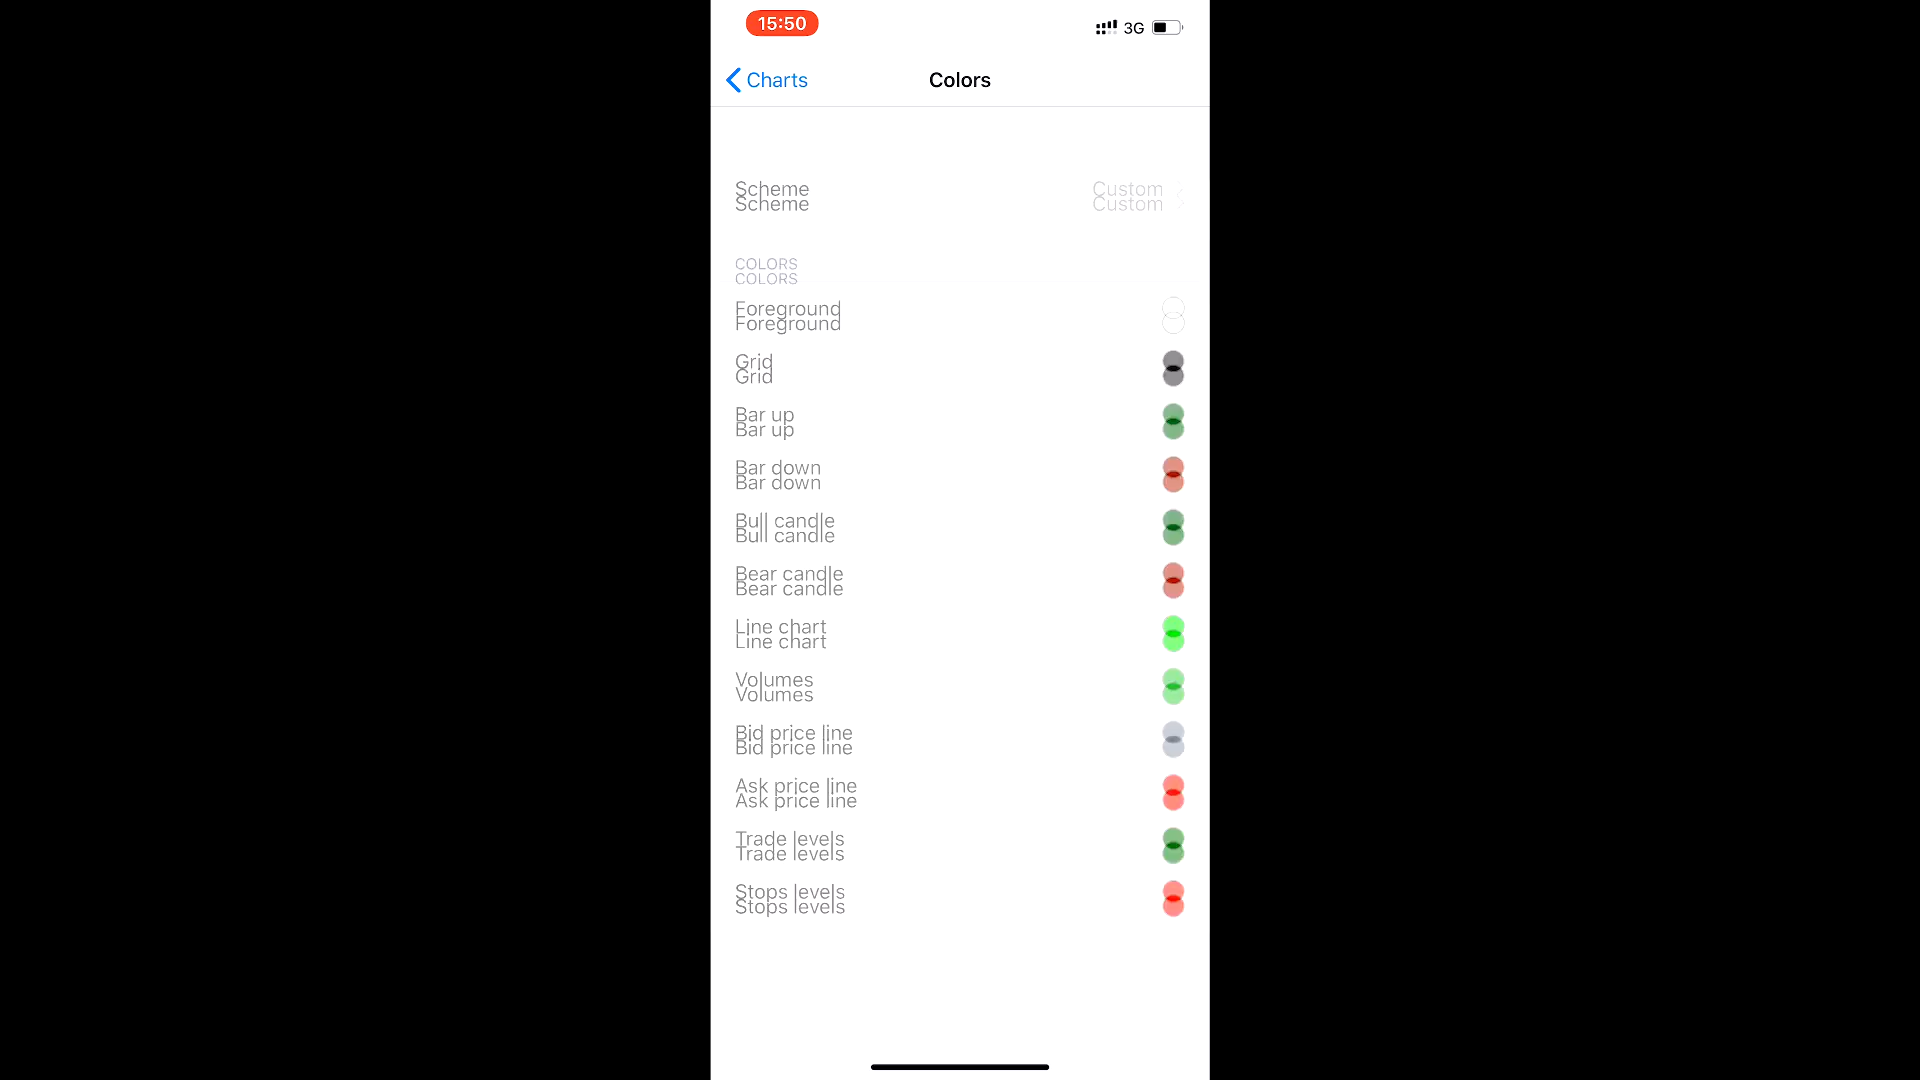 15:50
3G
Charts
Colors
Scheme
Custom
Scheme
Custom
COLORS
COLORS
Foreground
Foreground
Grid
Grid
Bar up
Bar up
Bar down
Bar down
Bull candle
Bull candle
Bear candle
Bear candle
Line chart
Line chart
Volumes
Volumes
Bid price line
Bid price line
Ask price line
Ask price line
Trade levels
Trade levels
Stops levels
Stops levels